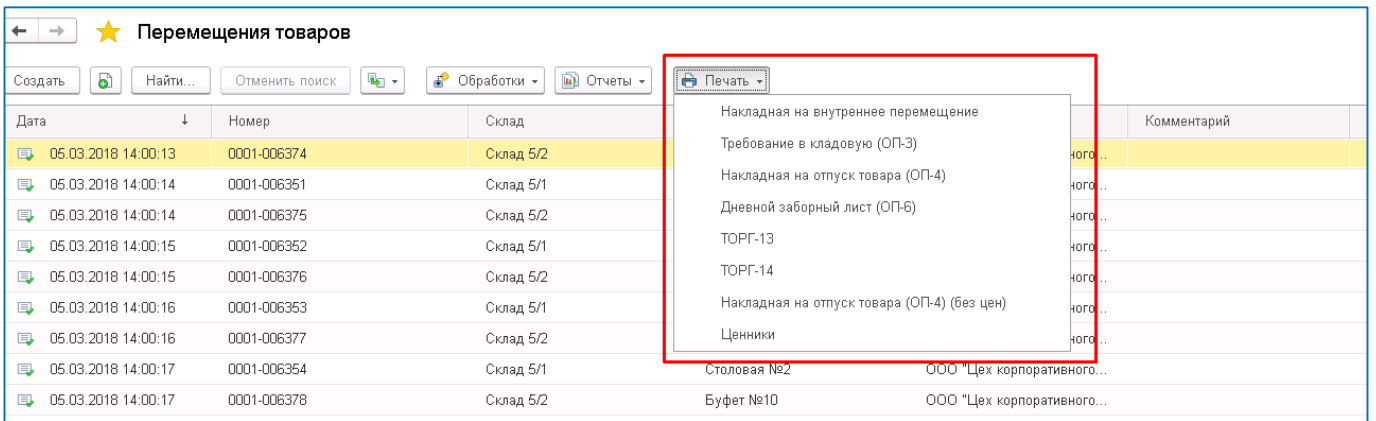 Перемещения товаров
Создать Найти... Отменить поиск Обработки Отчеты Печать
Дата ↓ Номер Склад Комментарий
Накладная на внутреннее перемещение
Требование в кладовую (ОП-3)
Накладная на отпуск товара (ОП-4)
Дневной заборный лист (ОП-6)
ТОРГ-13
ТОРГ-14
Накладная на отпуск товара (ОП-4) (без цен)
Ценники
05.03.2018 14:00:13 0001-006374 Склад 5/2
05.03.2018 14:00:14 0001-006351 Склад 5/1
05.03.2018 14:00:14 0001-006375 Склад 5/2
05.03.2018 14:00:15 0001-006352 Склад 5/1
05.03.2018 14:00:15 0001-006376 Склад 5/2
05.03.2018 14:00:16 0001-006353 Склад 5/1
05.03.2018 14:00:16 0001-006377 Склад 5/2
05.03.2018 14:00:17 0001-006354 Склад 5/1 Столовая №2 ООО "Цех корпоративного...
05.03.2018 14:00:17 0001-006378 Склад 5/2 Буфет №10 ООО "Цех корпоративного...